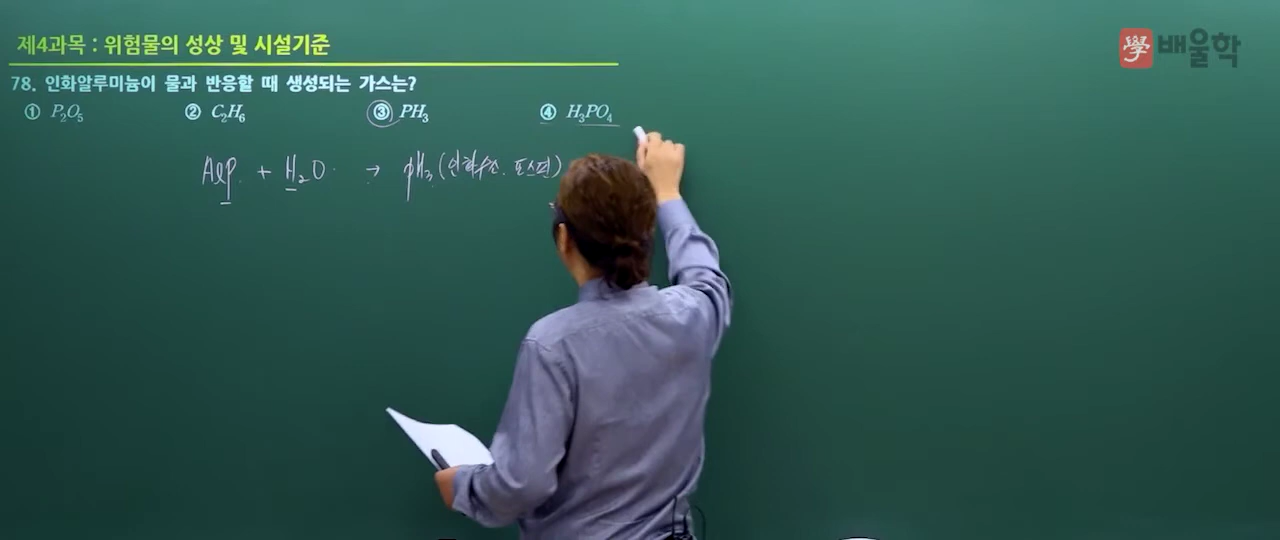 제4과목 : 위험물의 성상 및 시설기준
學 배울학
78. 인화알루미늄이 물과 반응할 때 생성되는 가스는?
① P₂O₅ ② C₂H₆ ③ PH₃ ④ H₃PO₄
Alp + H₂O → pH₃ (인화수소. 포스핀)